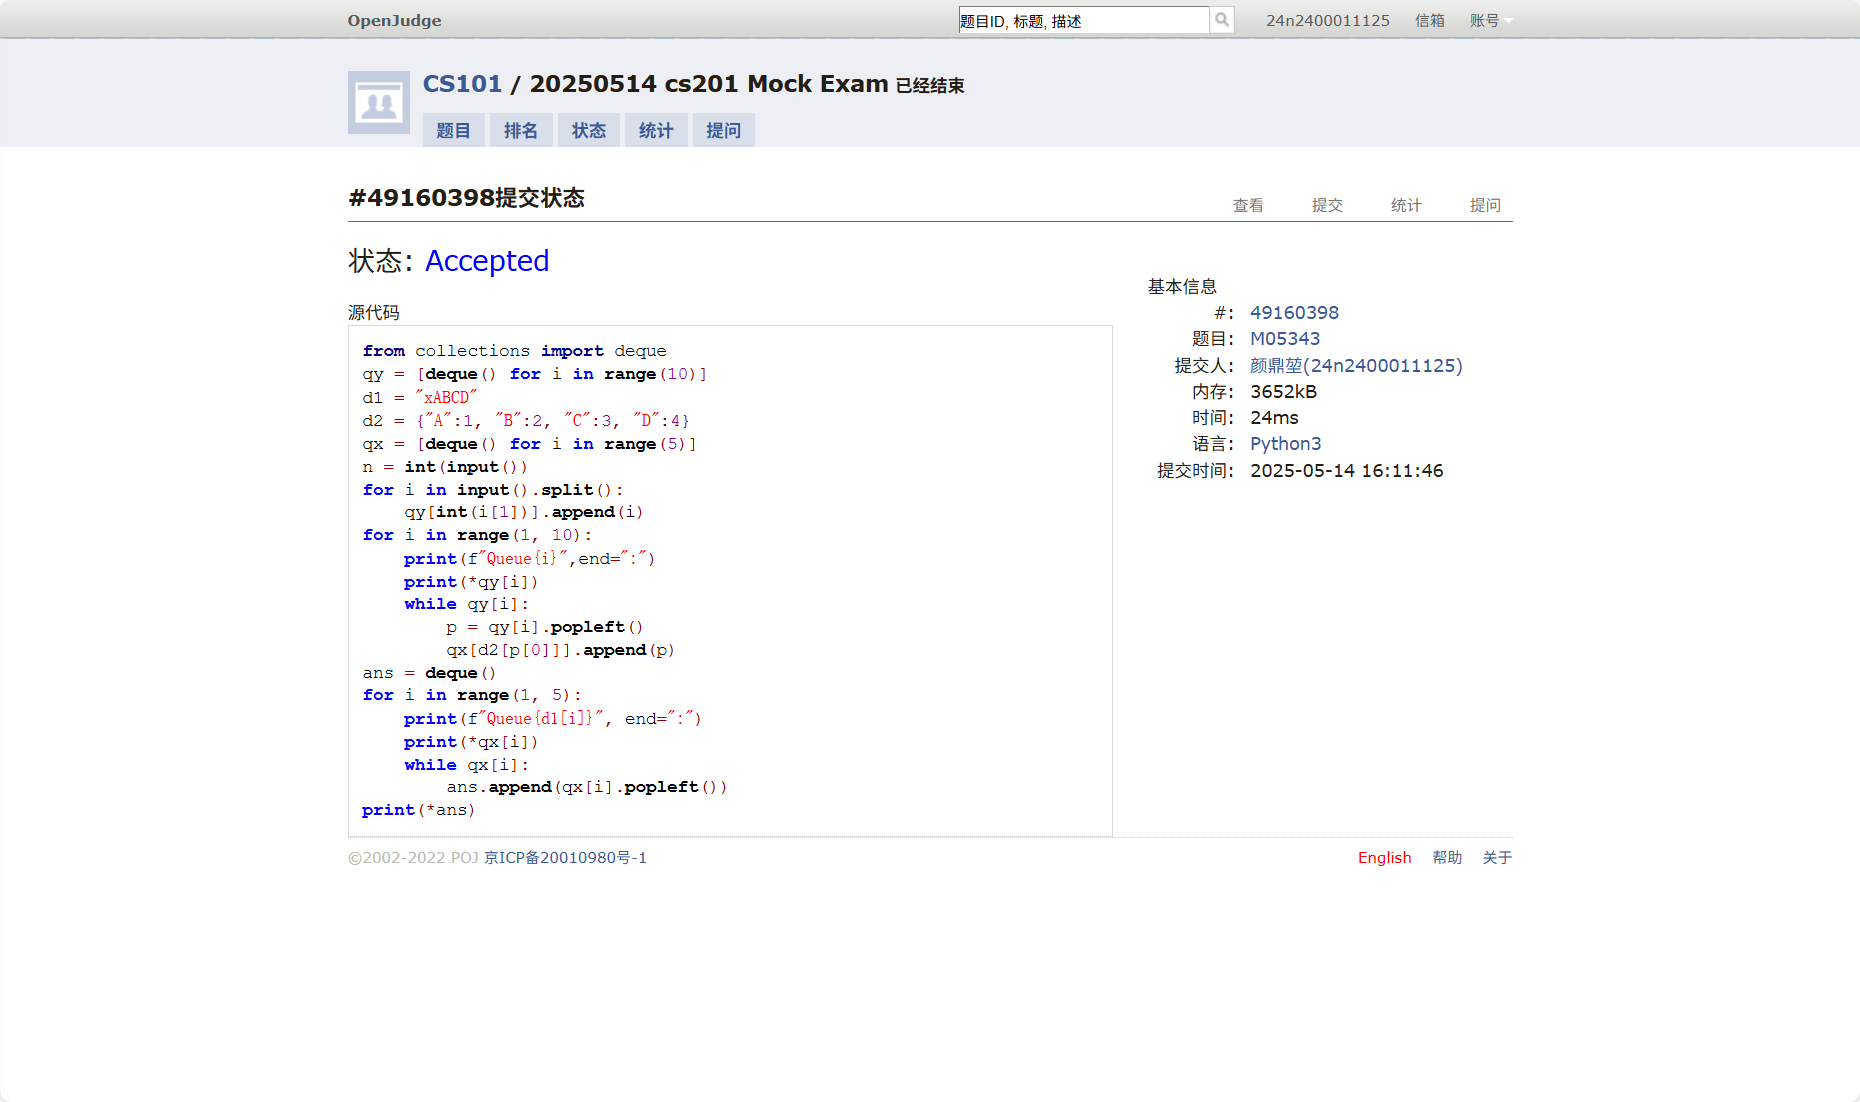 OpenJudge
题目ID, 标题, 描述
24n2400011125 信箱 账号
CS101 / 20250514 cs201 Mock Exam 已经结束
题目 排名 状态 统计 提问
#49160398提交状态
查看 提交 统计 提问
状态: Accepted
源代码
from collections import deque
qy = [deque() for i in range(10)]
d1 = "xABCD"
d2 = {"A":1, "B":2, "C":3, "D":4}
qx = [deque() for i in range(5)]
n = int(input())
for i in input().split():
    qy[int(i[1])].append(i)
for i in range(1, 10):
    print(f"Queue{i}",end=":")
    print(*qy[i])
    while qy[i]:
        p = qy[i].popleft()
        qx[d2[p[0]]].append(p)
ans = deque()
for i in range(1, 5):
    print(f"Queue{d1[i]}", end=":")
    print(*qx[i])
    while qx[i]:
        ans.append(qx[i].popleft())
print(*ans)
基本信息
#: 49160398
题目: M05343
提交人: 颜鼎堃(24n2400011125)
内存: 3652kB
时间: 24ms
语言: Python3
提交时间: 2025-05-14 16:11:46
©2002-2022 POJ 京ICP备20010980号-1
English 帮助 关于